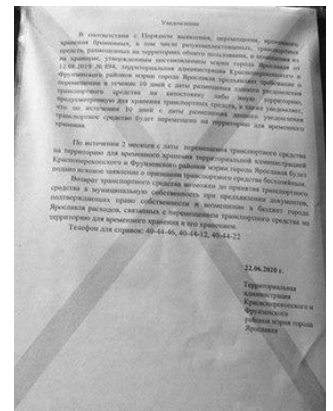 Уведомление
В соответствии с Порядком выявления, перемещения, временного
хранения брошенных, в том числе разукомплектованных, транспортных
средств, размещенных на территориях общего пользования, и помещения их
на хранение, утвержденным постановлением мэрии города Ярославля от
12.08.2019 № 894, территориальная администрация Красноперекопского и
Фрунзенского районов мэрии города Ярославля предъявляет требование о
перемещении в течение 10 дней с даты размещения данного уведомления
транспортного средства на автостоянку либо иную территорию,
предусмотренную для хранения транспортных средств, а также уведомляет,
что по истечении 10 дней с даты размещения данного уведомления
транспортное средство будет перемещено на территорию для временного
хранения.
По истечении 2 месяцев с даты перемещения транспортного средства
на территорию для временного хранения территориальной администрацией
Красноперекопского и Фрунзенского районов мэрии города Ярославля будет
подано исковое заявление о признании транспортного средства бесхозяйным.
Возврат транспортного средства возможен до принятия транспортного
средства в муниципальную собственность при предъявлении документов,
подтверждающих право собственности и возмещении в бюджет города
Ярославля расходов, связанных с перемещением транспортного средства на
территорию для временного хранения и его хранением.
Телефон для справок: 40-44-46, 40-44-12, 40-44-22
22.06.2020 г.
Территориальная
администрация
Красноперекопского и
Фрунзенского
районов мэрии города
Ярославля